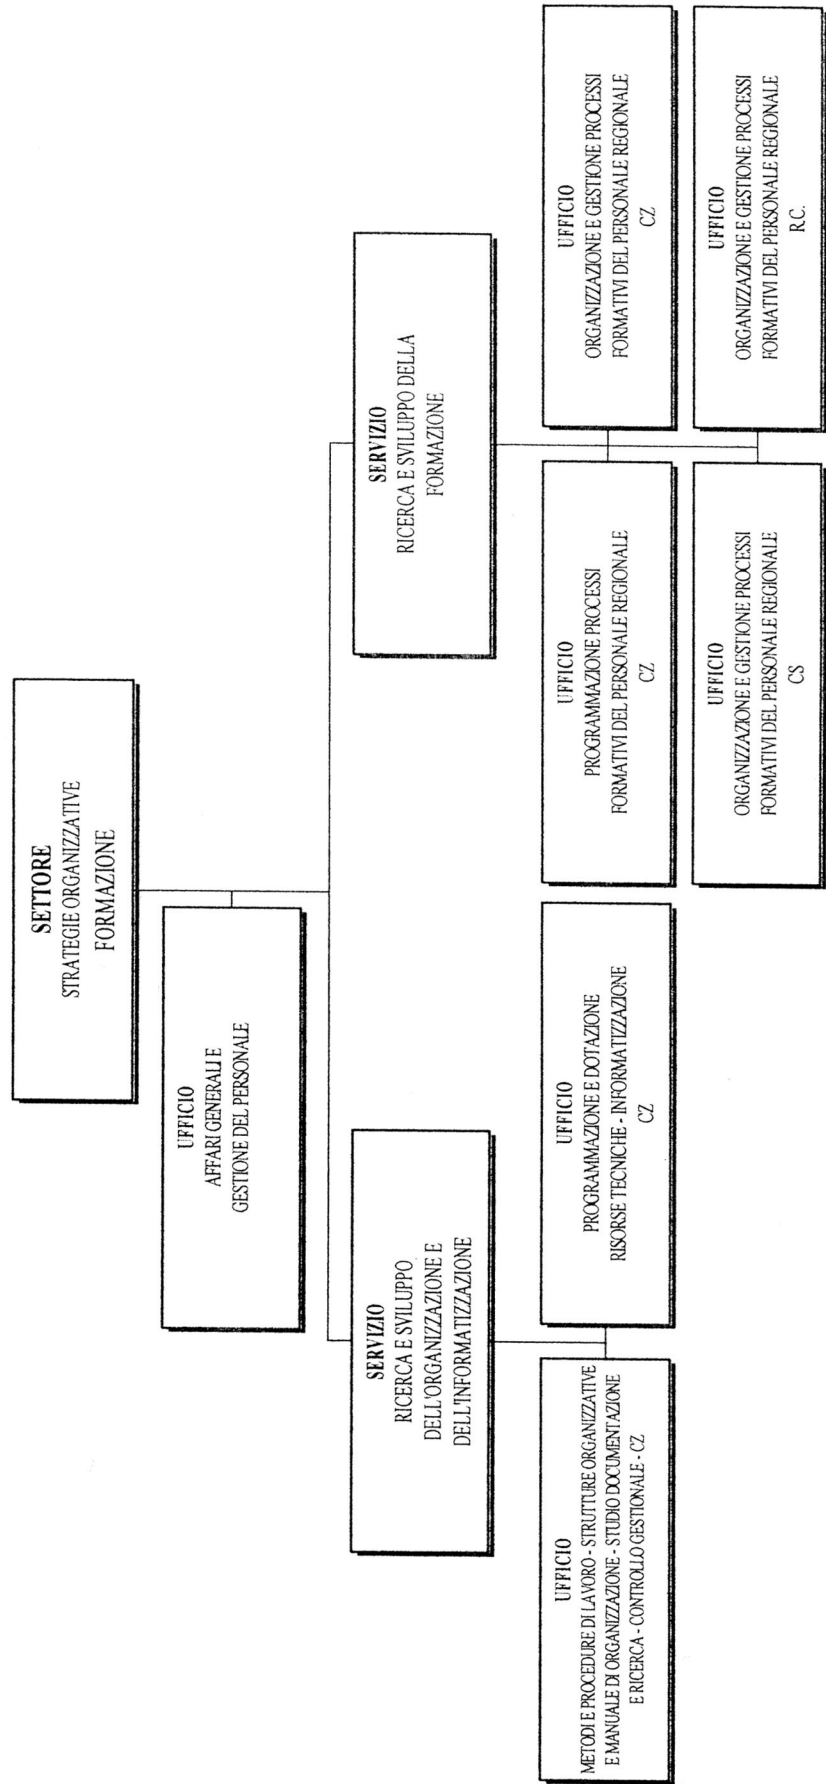 SETTORE
STRATEGIE ORGANIZZATIVE
FORMAZIONE
UFFICIO
AFFARI GENERALI E
GESTIONE DEL PERSONALE
SERVIZIO
RICERCA E SVILUPPO
DELL'ORGANIZZAZIONE E
DELL'INFORMATIZZAZIONE
SERVIZIO
RICERCA E SVILUPPO DELLA
FORMAZIONE
UFFICIO
METODI E PROCEDURE DI LAVORO - STRUTTURE ORGANIZZATIVE
E MANUALE DI ORGANIZZAZIONE - STUDIO DOCUMENTAZIONE
E RICERCA - CONTROLLO GESTIONALE - CZ
UFFICIO
PROGRAMMAZIONE E DOTAZIONE
RISORSE TECNICHE - INFORMATIZZAZIONE
CZ
UFFICIO
PROGRAMMAZIONE PROCESSI
FORMATIVI DEL PERSONALE REGIONALE
CZ
UFFICIO
ORGANIZZAZIONE E GESTIONE PROCESSI
FORMATIVI DEL PERSONALE REGIONALE
CZ
UFFICIO
ORGANIZZAZIONE E GESTIONE PROCESSI
FORMATIVI DEL PERSONALE REGIONALE
CS
UFFICIO
ORGANIZZAZIONE E GESTIONE PROCESSI
FORMATIVI DEL PERSONALE REGIONALE
R.C.